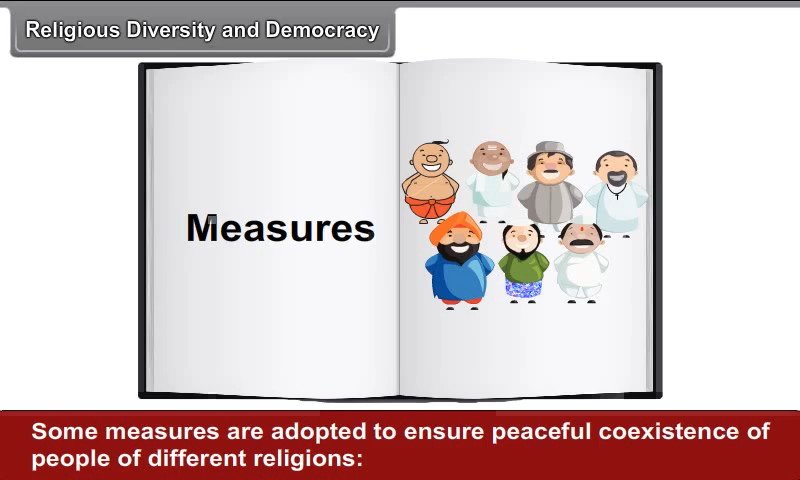 Religious Diversity and Democracy
Measures
Some measures are adopted to ensure peaceful coexistence of
people of different religions: